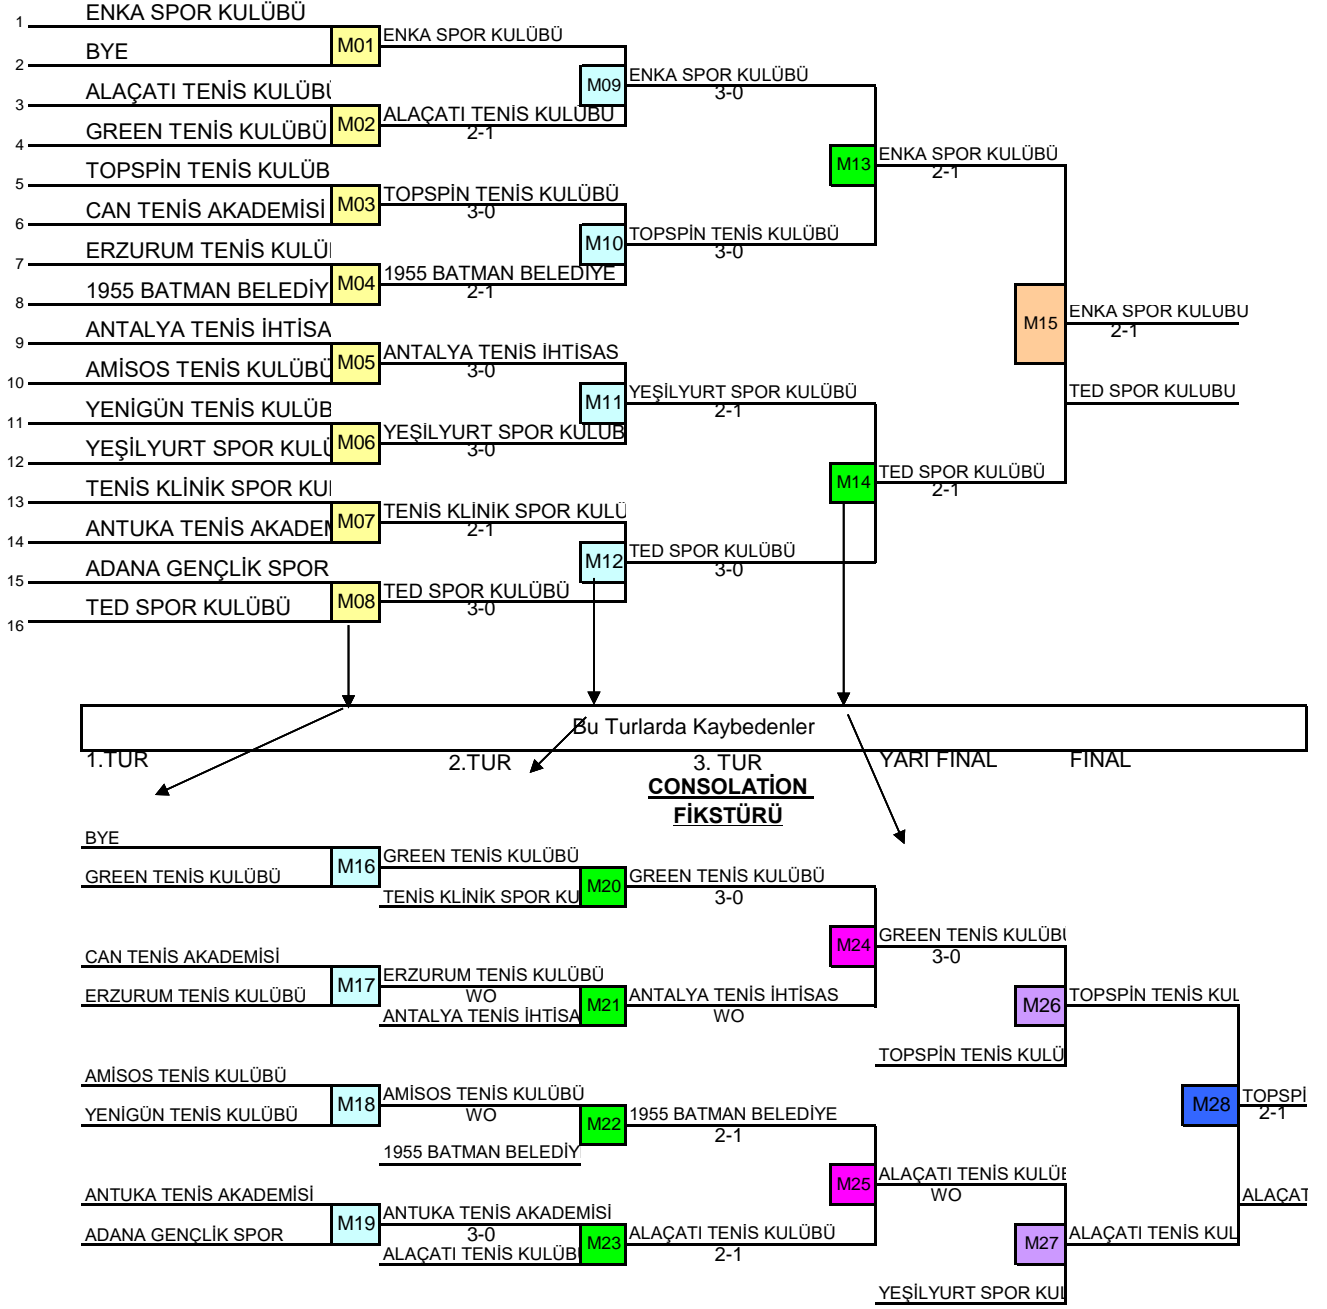 ENKA SPOR KULÜBÜ
1
M01
ENKA SPOR KULÜBÜ
BYE
2
M09
ENKA SPOR KULÜBÜ
3-0
ALAÇATI TENİS KULÜBÜ
3
M02
ALAÇATI TENİS KULÜBÜ
2-1
GREEN TENİS KULÜBÜ
4
M13
ENKA SPOR KULÜBÜ
2-1
TOPSPİN TENİS KULÜB
5
M03
TOPSPİN TENİS KULÜBÜ
3-0
CAN TENİS AKADEMİSİ
6
M10
TOPSPİN TENİS KULÜBÜ
3-0
ERZURUM TENİS KULÜ
7
M04
1955 BATMAN BELEDİYE
2-1
1955 BATMAN BELEDİY
8
M15
ENKA SPOR KULUBU
2-1
ANTALYA TENİS İHTİSA
9
M05
ANTALYA TENİS İHTİSAS
3-0
AMİSOS TENİS KULÜBÜ
10
M11
YEŞİLYURT SPOR KULÜBÜ
2-1
TED SPOR KULUBU
YENİGÜN TENİS KULÜB
11
M06
YEŞİLYURT SPOR KULÜB
3-0
YEŞİLYURT SPOR KULÜ
12
M14
TED SPOR KULÜBÜ
2-1
TENİS KLİNİK SPOR KU
13
M07
TENİS KLİNİK SPOR KULÜ
2-1
ANTUKA TENİS AKADEM
14
M12
TED SPOR KULÜBÜ
3-0
ADANA GENÇLİK SPOR
15
M08
TED SPOR KULÜBÜ
3-0
TED SPOR KULÜBÜ
16
Bu Turlarda Kaybedenler
1.TUR 2.TUR 3. TUR YARI FİNAL FİNAL
CONSOLATİON
FİKSTÜRÜ
BYE
M16
GREEN TENİS KULÜBÜ
GREEN TENİS KULÜBÜ
M20
GREEN TENİS KULÜBÜ
3-0
TENİS KLİNİK SPOR KU
M24
GREEN TENİS KULÜBÜ
3-0
CAN TENİS AKADEMİSİ
M17
ERZURUM TENİS KULÜBÜ
WO
ERZURUM TENİS KULÜBÜ
M21
ANTALYA TENİS İHTİSAS
WO
ANTALYA TENİS İHTİSA
M26
TOPSPİN TENİS KUL
TOPSPİN TENİS KULÜ
AMİSOS TENİS KULÜBÜ
M18
AMİSOS TENİS KULÜBÜ
WO
YENİGÜN TENİS KULÜBÜ
M22
1955 BATMAN BELEDİYE
2-1
M28
TOPSPİ
2-1
1955 BATMAN BELEDİY
M25
ALAÇATI TENİS KULÜB
WO
ANTUKA TENİS AKADEMİSİ
M19
ANTUKA TENİS AKADEMİSİ
3-0
ALAÇAT
ADANA GENÇLİK SPOR
M23
ALAÇATI TENİS KULÜBÜ
2-1
ALAÇATI TENİS KULÜB
M27
ALAÇATI TENİS KUL
YEŞİLYURT SPOR KUL